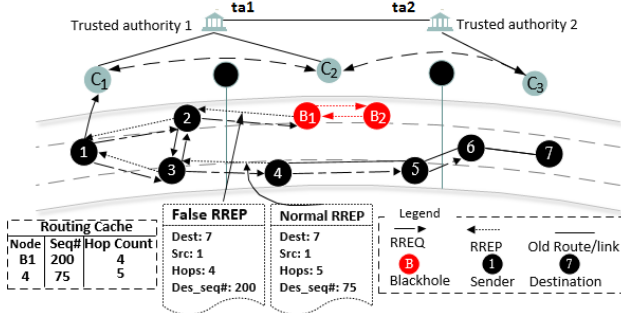 ta1 ta2
Trusted authority 1 Trusted authority 2
C1 C2 C3
2 B1 B2
1 6 7
3 4 5
Routing Cache
Node Seq# Hop Count
B1 200 4
4 75 5
False RREP
Dest: 7
Src: 1
Hops: 4
Des_seq#: 200
Normal RREP
Dest: 7
Src: 1
Hops: 5
Des_seq#: 75
Legend
RREQ RREP Old Route/link
B 1 7
Blackhole Sender Destination